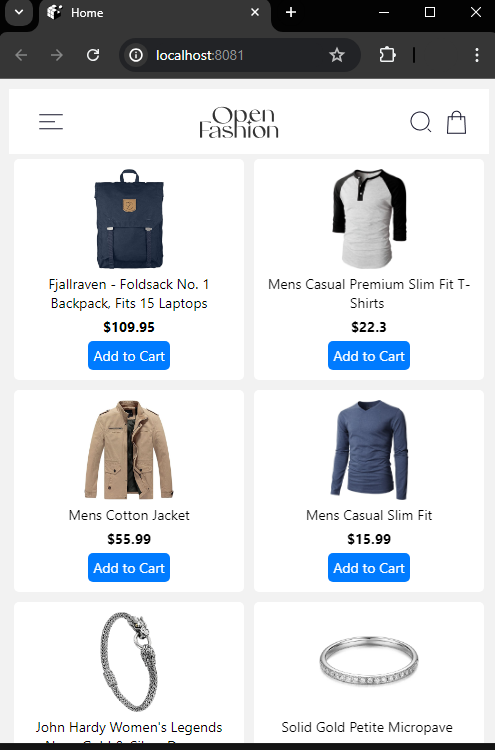 Home
localhost:8081
Open
Fashion
Fjallraven - Foldsack No. 1
Backpack, Fits 15 Laptops
$109.95
Add to Cart
Mens Casual Premium Slim Fit T-
Shirts
$22.3
Add to Cart
Mens Cotton Jacket
$55.99
Add to Cart
Mens Casual Slim Fit
$15.99
Add to Cart
John Hardy Women's Legends
Solid Gold Petite Micropave